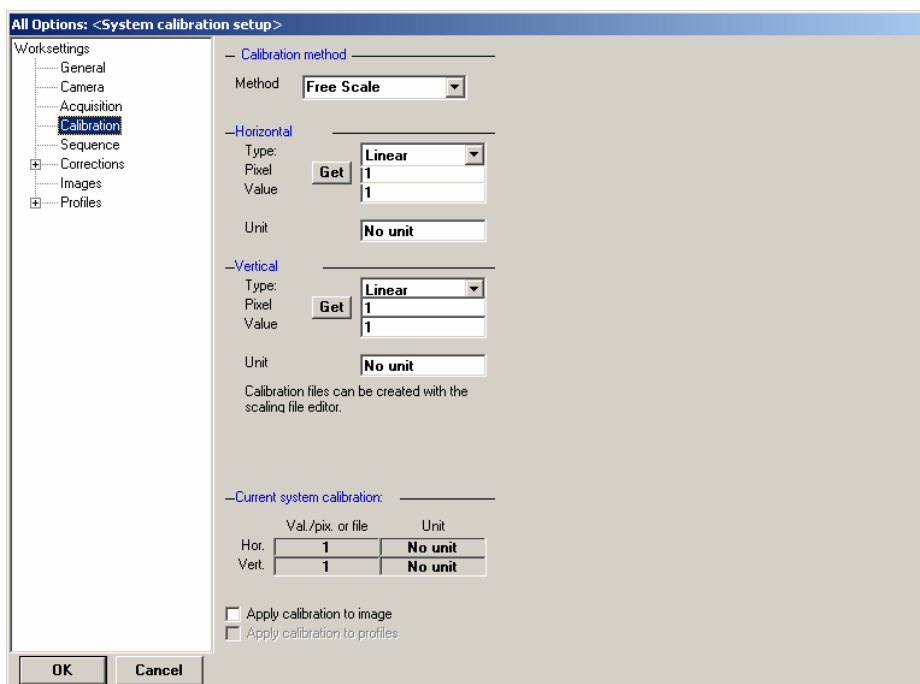 All Options: <System calibration setup>
Worksettings
General
Camera
Acquisition
Calibration
Sequence
Corrections
Images
Profiles
OK
Cancel
Calibration method
Method Free Scale
Horizontal
Type: Linear
Pixel Get 1
Value 1
Unit No unit
Vertical
Type: Linear
Pixel Get 1
Value 1
Unit No unit
Calibration files can be created with the
scaling file editor.
Current system calibration:
Val./pix. or file Unit
Hor. 1 No unit
Vert. 1 No unit
Apply calibration to image
Apply calibration to profiles